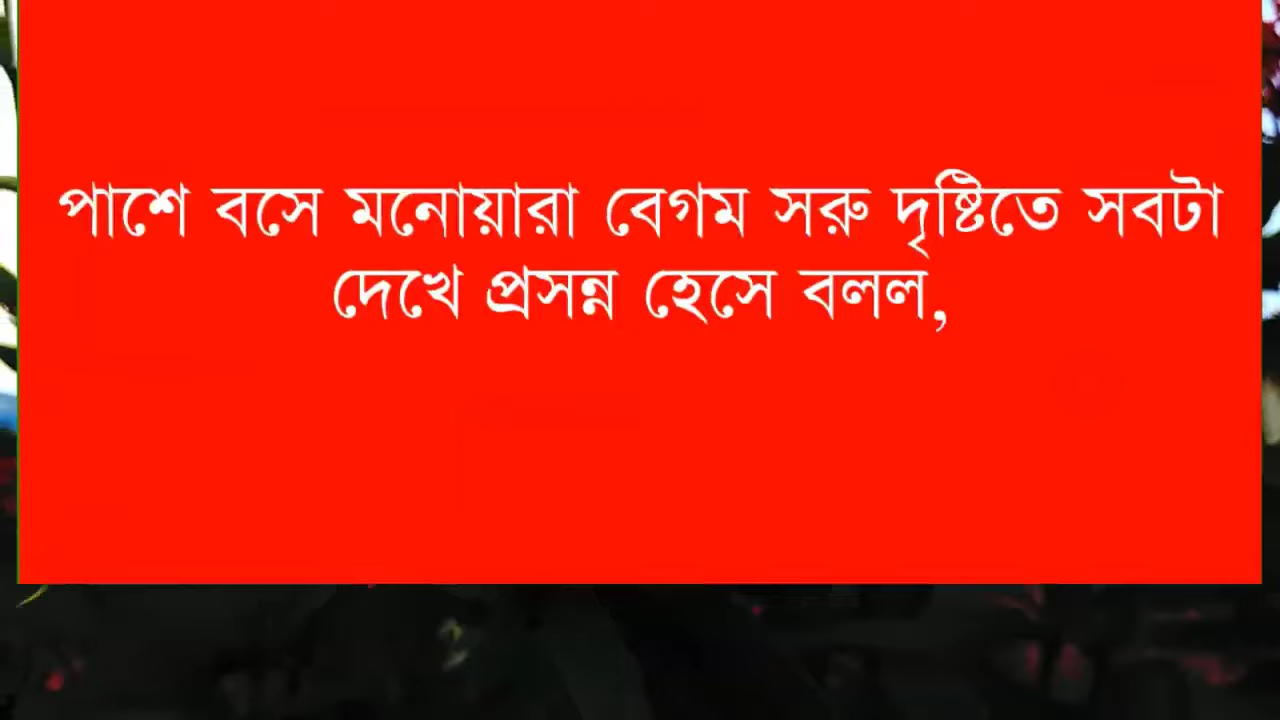 পাশে বসে মনোয়ারা বেগম সরু দৃষ্টিতে সবটা
দেখে প্রসন্ন হেসে বলল,